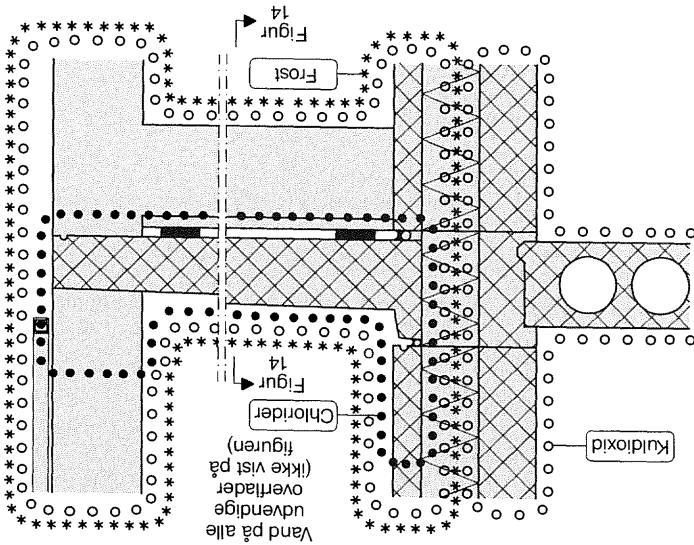 Vand på alle
udvendige
overflader
(ikke vist på
figuren)
Kuldioxid
Chlorider
Figur
14
Frost
Figur
14